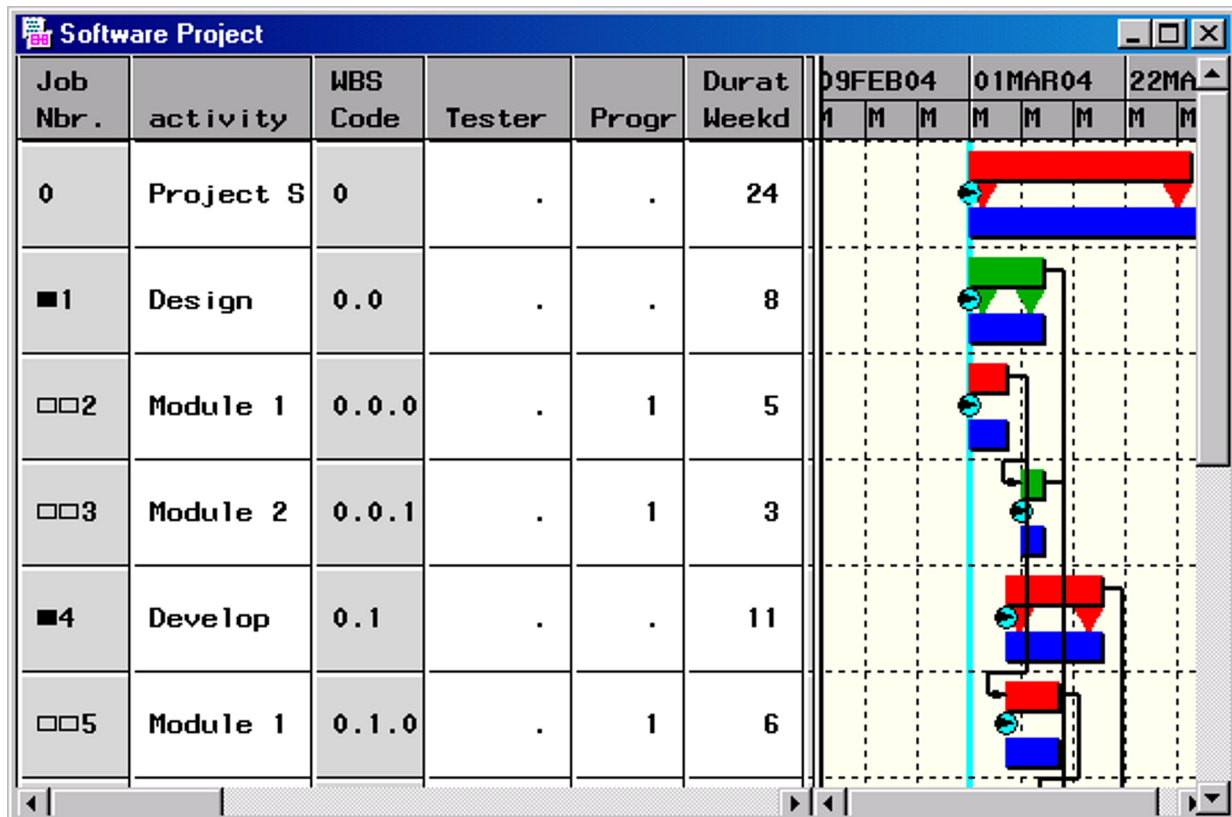 Software Project
Job Nbr. activity WBS Code Tester Progr Durat Weekd 09FEB04 01MAR04 22MA
M M M M M M M M
0 Project S 0 . . 24
1 Design 0.0 . . 8
2 Module 1 0.0.0 . 1 5
3 Module 2 0.0.1 . 1 3
4 Develop 0.1 . . 11
5 Module 1 0.1.0 . 1 6